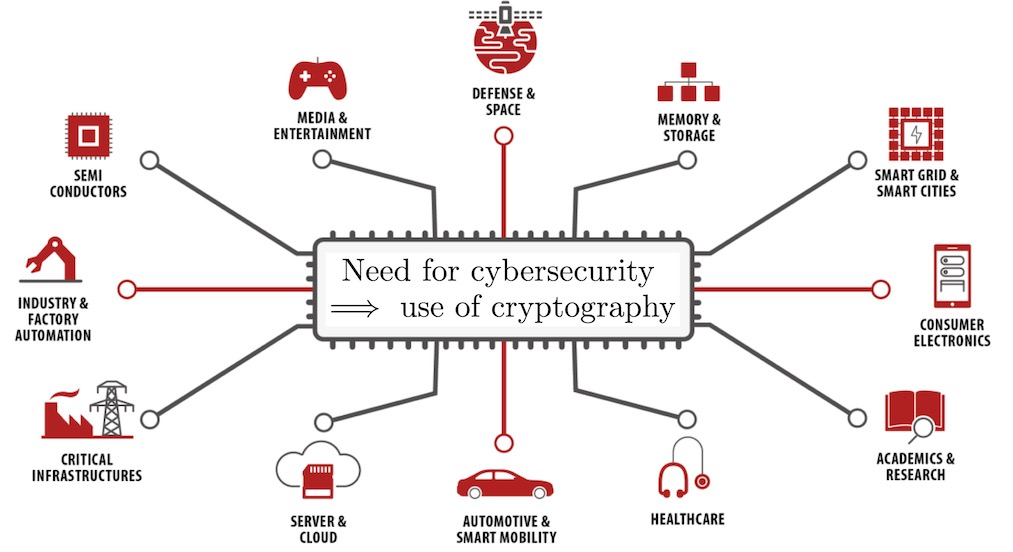 DEFENSE &
SPACE
MEDIA &
ENTERTAINMENT
MEMORY &
STORAGE
SEMI
CONDUCTORS
SMART GRID &
SMART CITIES
Need for cybersecurity
⟹ use of cryptography
INDUSTRY &
FACTORY
AUTOMATION
CONSUMER
ELECTRONICS
CRITICAL
INFRASTRUCTURES
ACADEMICS &
RESEARCH
SERVER &
CLOUD
AUTOMOTIVE &
SMART MOBILITY
HEALTHCARE